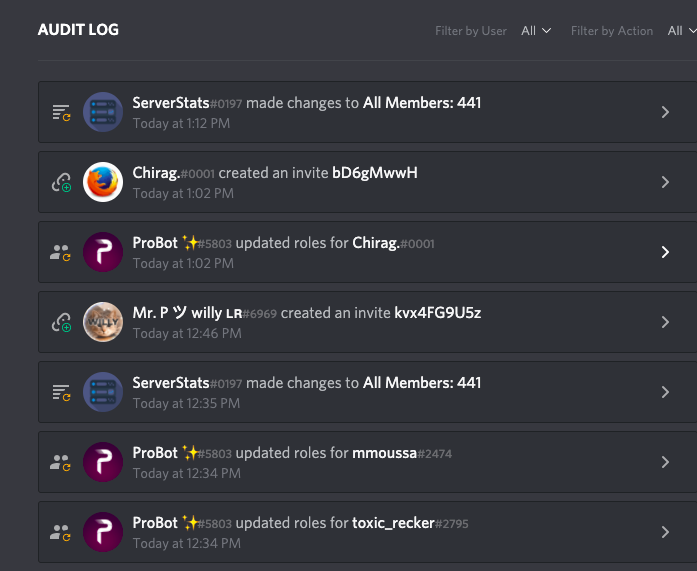 AUDIT LOG
Filter by User All Filter by Action All
ServerStats#0197 made changes to All Members: 441
Today at 1:12 PM
Chirag.#0001 created an invite bD6gMwwH
Today at 1:02 PM
ProBot ✨#5803 updated roles for Chirag.#0001
Today at 1:02 PM
Mr. P ツ willy ʟʀ#6969 created an invite kvx4FG9U5z
Today at 12:46 PM
WILLY
ServerStats#0197 made changes to All Members: 441
Today at 12:35 PM
ProBot ✨#5803 updated roles for mmoussa#2474
Today at 12:34 PM
ProBot ✨#5803 updated roles for toxic_recker#2795
Today at 12:34 PM